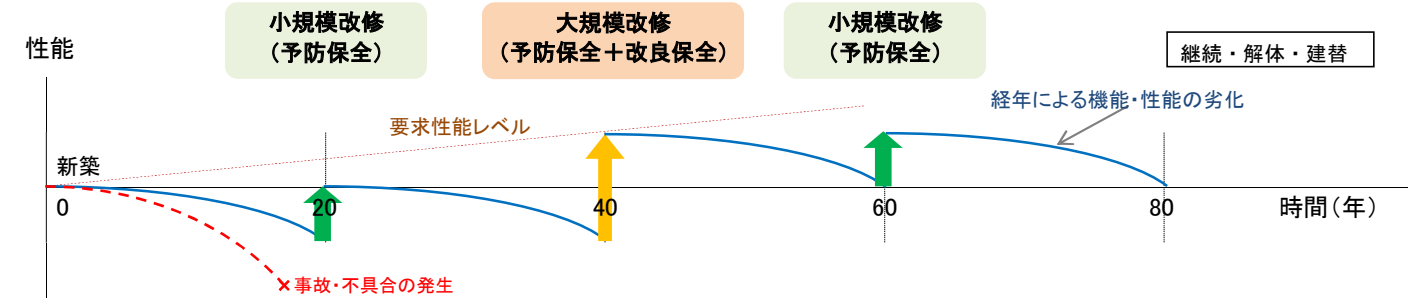 小規模改修
(予防保全)
大規模改修
(予防保全＋改良保全)
小規模改修
(予防保全)
性能
継続・解体・建替
経年による機能・性能の劣化
要求性能レベル
新築
0
20
40
60
80
時間(年)
×事故・不具合の発生